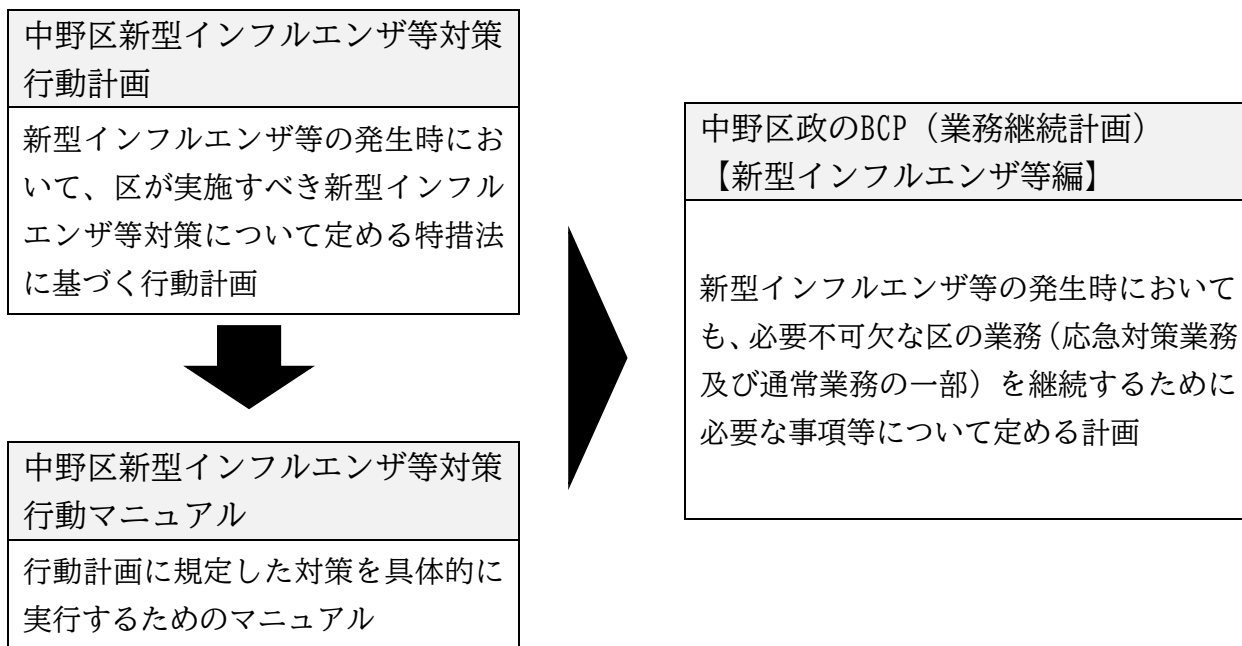 中野区新型インフルエンザ等対策
行動計画
新型インフルエンザ等の発生時にお
いて、区が実施すべき新型インフル
エンザ等対策について定める特措法
に基づく行動計画
中野区新型インフルエンザ等対策
行動マニュアル
行動計画に規定した対策を具体的に
実行するためのマニュアル
中野区政のBCP（業務継続計画）
【新型インフルエンザ等編】
新型インフルエンザ等の発生時において
も、必要不可欠な区の業務（応急対策業務
及び通常業務の一部）を継続するために
必要な事項等について定める計画